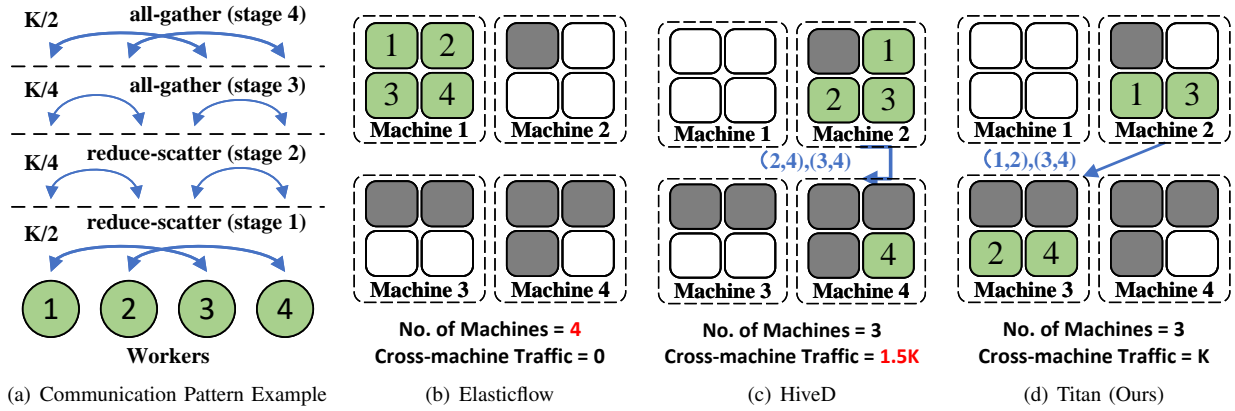 K/2 all-gather (stage 4)
K/4 all-gather (stage 3)
K/4 reduce-scatter (stage 2)
K/2 reduce-scatter (stage 1)
1 2 3 4
Workers
(a) Communication Pattern Example
1 2
3 4
Machine 1 Machine 2
Machine 3 Machine 4
No. of Machines = 4
Cross-machine Traffic = 0
(b) Elasticflow
1
2 3
Machine 1 Machine 2
(2,4),(3,4)
4
Machine 3 Machine 4
No. of Machines = 3
Cross-machine Traffic = 1.5K
(c) HiveD
1 3
Machine 1 Machine 2
(1,2),(3,4)
2 4
Machine 3 Machine 4
No. of Machines = 3
Cross-machine Traffic = K
(d) Titan (Ours)